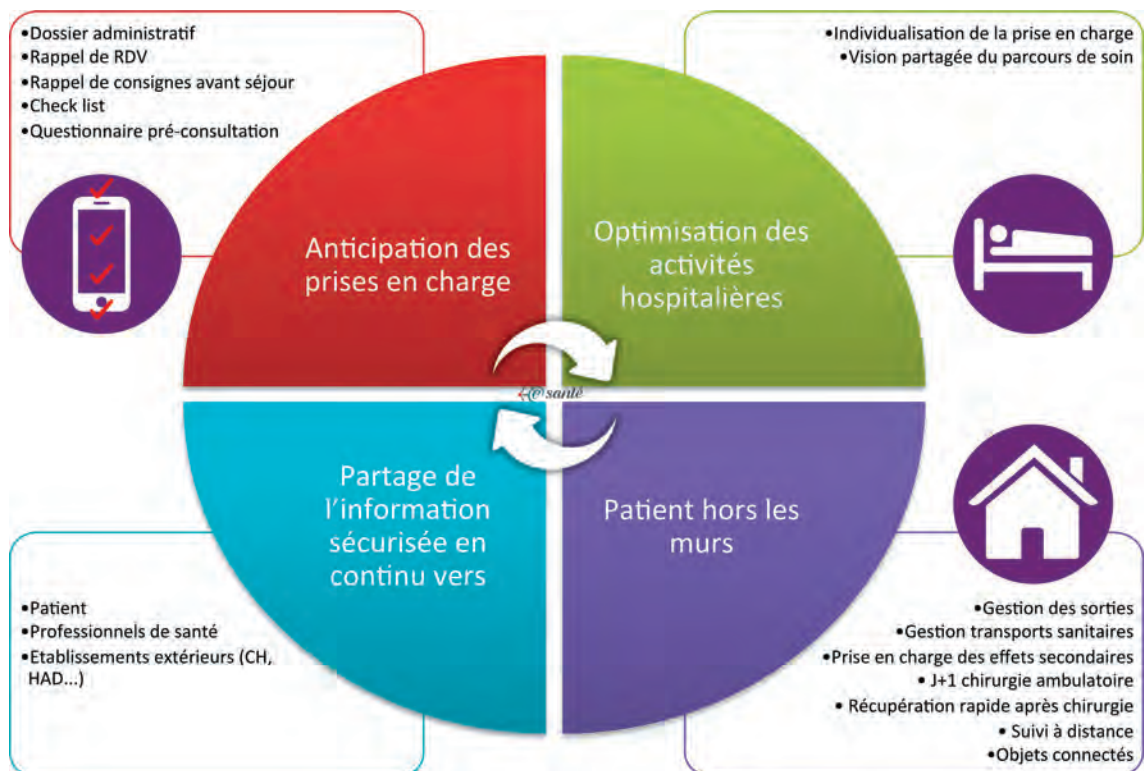 •Dossier administratif
•Rappel de RDV
•Rappel de consignes avant séjour
•Check list
•Questionnaire pré-consultation
•Individualisation de la prise en charge
•Vision partagée du parcours de soin
Anticipation des
prises en charge
Optimisation des
activités
hospitalières
@santé
Partage de
l'information
sécurisée en
continu vers
Patient hors les
murs
•Patient
•Professionnels de santé
•Etablissements extérieurs (CH,
HAD...)
•Gestion des sorties
•Gestion transports sanitaires
•Prise en charge des effets secondaires
• J+1 chirurgie ambulatoire
• Récupération rapide après chirurgie
• Suivi à distance
•Objets connectés